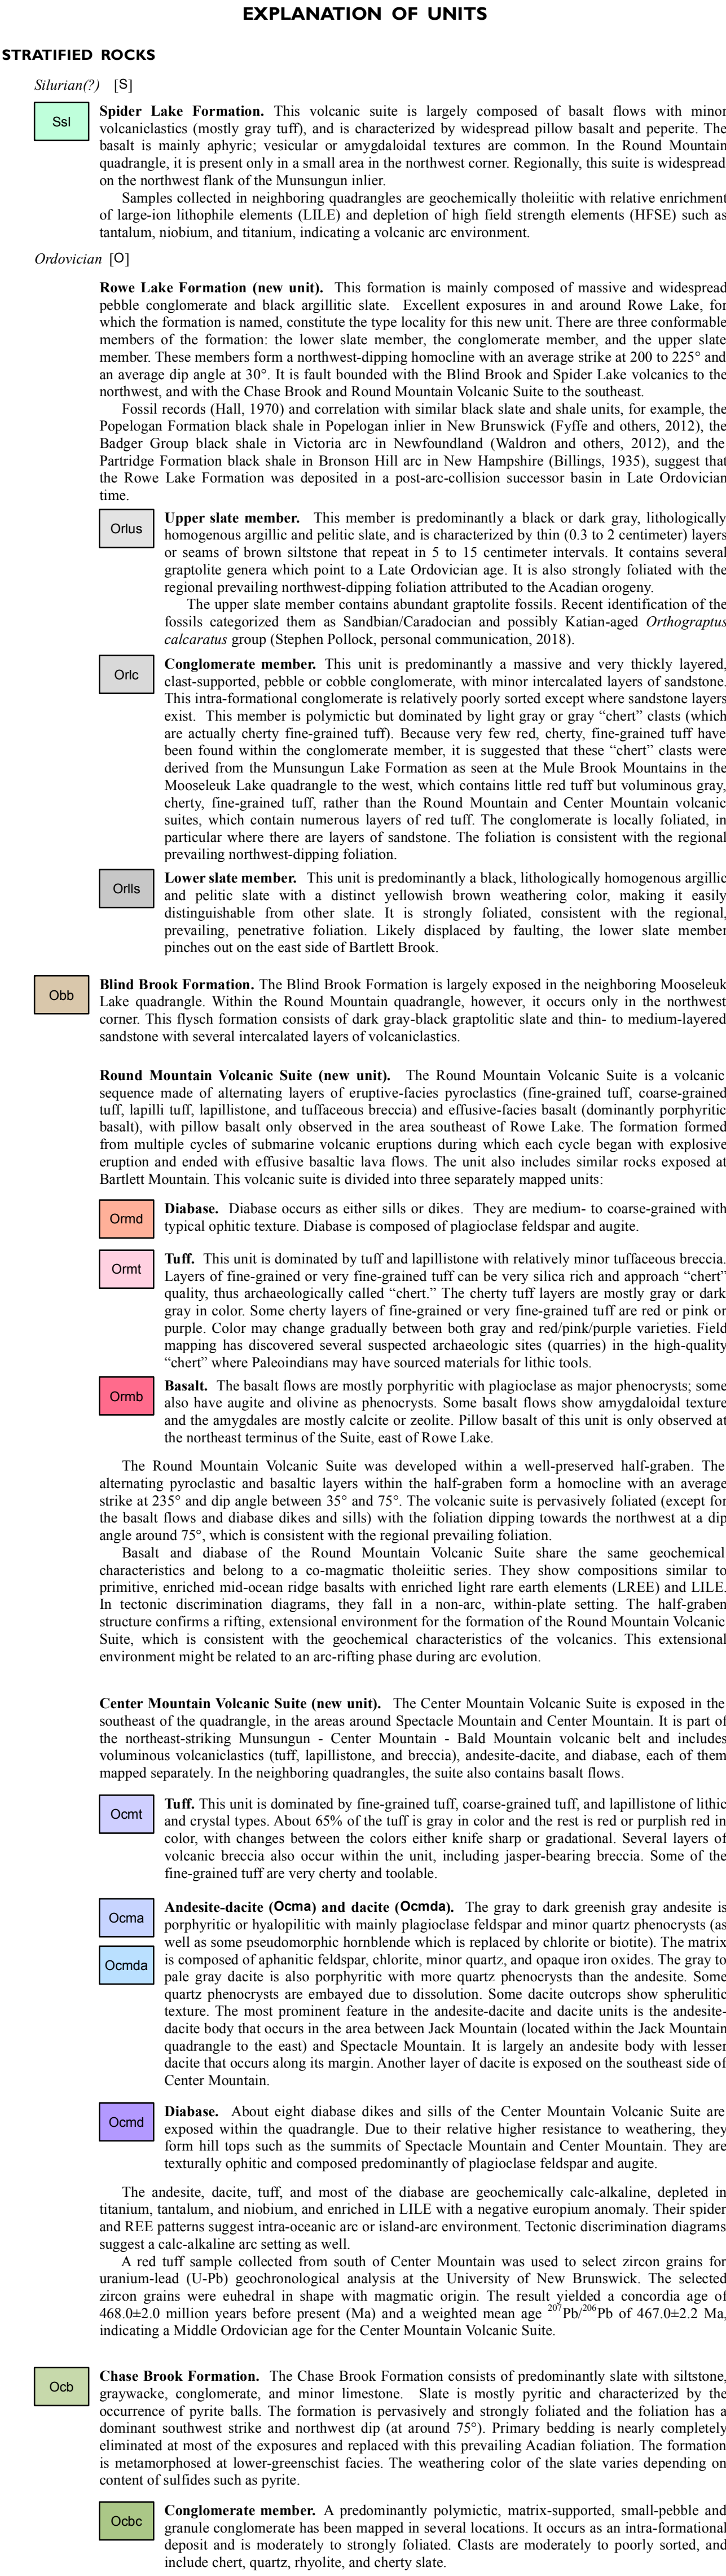 EXPLANATION OF UNITS
STRATIFIED ROCKS
Silurian(?) [S]
Ssl
Spider Lake Formation. This volcanic suite is largely composed of basalt flows with minor
volcaniclastics (mostly gray tuff), and is characterized by widespread pillow basalt and peperite. The
basalt is mainly aphyric; vesicular or amygdaloidal textures are common. In the Round Mountain
quadrangle, it is present only in a small area in the northwest corner. Regionally, this suite is widespread
on the northwest flank of the Munsungun inlier.
Samples collected in neighboring quadrangles are geochemically tholeiitic with relative enrichment
of large-ion lithophile elements (LILE) and depletion of high field strength elements (HFSE) such as
tantalum, niobium, and titanium, indicating a volcanic arc environment.
Ordovician [O]
Rowe Lake Formation (new unit). This formation is mainly composed of massive and widespread
pebble conglomerate and black argillitic slate. Excellent exposures in and around Rowe Lake, for
which the formation is named, constitute the type locality for this new unit. There are three conformable
members of the formation: the lower slate member, the conglomerate member, and the upper slate
member. These members form a northwest-dipping homocline with an average strike at 200 to 225° and
an average dip angle at 30°. It is fault bounded with the Blind Brook and Spider Lake volcanics to the
northwest, and with the Chase Brook and Round Mountain Volcanic Suite to the southeast.
Fossil records (Hall, 1970) and correlation with similar black slate and shale units, for example, the
Popelogan Formation black shale in Popelogan inlier in New Brunswick (Fyffe and others, 2012), the
Badger Group black shale in Victoria arc in Newfoundland (Waldron and others, 2012), and the
Partridge Formation black shale in Bronson Hill arc in New Hampshire (Billings, 1935), suggest that
the Rowe Lake Formation was deposited in a post-arc-collision successor basin in Late Ordovician
time.
Orlus
Upper slate member. This member is predominantly a black or dark gray, lithologically
homogenous argillic and pelitic slate, and is characterized by thin (0.3 to 2 centimeter) layers
or seams of brown siltstone that repeat in 5 to 15 centimeter intervals. It contains several
graptolite genera which point to a Late Ordovician age. It is also strongly foliated with the
regional prevailing northwest-dipping foliation attributed to the Acadian orogeny.
The upper slate member contains abundant graptolite fossils. Recent identification of the
fossils categorized them as Sandbian/Caradocian and possibly Katian-aged Orthograptus
calcaratus group (Stephen Pollock, personal communication, 2018).
Orlc
Conglomerate member. This unit is predominantly a massive and very thickly layered,
clast-supported, pebble or cobble conglomerate, with minor intercalated layers of sandstone.
This intra-formational conglomerate is relatively poorly sorted except where sandstone layers
exist. This member is polymictic but dominated by light gray or gray “chert” clasts (which
are actually cherty fine-grained tuff). Because very few red, cherty, fine-grained tuff have
been found within the conglomerate member, it is suggested that these “chert” clasts were
derived from the Munsungun Lake Formation as seen at the Mule Brook Mountains in the
Mooseleuk Lake quadrangle to the west, which contains little red tuff but voluminous gray,
cherty, fine-grained tuff, rather than the Round Mountain and Center Mountain volcanic
suites, which contain numerous layers of red tuff. The conglomerate is locally foliated, in
particular where there are layers of sandstone. The foliation is consistent with the regional
prevailing northwest-dipping foliation.
Orlls
Lower slate member. This unit is predominantly a black, lithologically homogenous argillic
and pelitic slate with a distinct yellowish brown weathering color, making it easily
distinguishable from other slate. It is strongly foliated, consistent with the regional,
prevailing, penetrative foliation. Likely displaced by faulting, the lower slate member
pinches out on the east side of Bartlett Brook.
Obb
Blind Brook Formation. The Blind Brook Formation is largely exposed in the neighboring Mooseleuk
Lake quadrangle. Within the Round Mountain quadrangle, however, it occurs only in the northwest
corner. This flysch formation consists of dark gray-black graptolitic slate and thin- to medium-layered
sandstone with several intercalated layers of volcaniclastics.
Round Mountain Volcanic Suite (new unit). The Round Mountain Volcanic Suite is a volcanic
sequence made of alternating layers of eruptive-facies pyroclastics (fine-grained tuff, coarse-grained
tuff, lapilli tuff, lapillistone, and tuffaceous breccia) and effusive-facies basalt (dominantly porphyritic
basalt), with pillow basalt only observed in the area southeast of Rowe Lake. The formation formed
from multiple cycles of submarine volcanic eruptions during which each cycle began with explosive
eruption and ended with effusive basaltic lava flows. The unit also includes similar rocks exposed at
Bartlett Mountain. This volcanic suite is divided into three separately mapped units:
Ormd
Diabase. Diabase occurs as either sills or dikes. They are medium- to coarse-grained with
typical ophitic texture. Diabase is composed of plagioclase feldspar and augite.
Ormt
Tuff. This unit is dominated by tuff and lapillistone with relatively minor tuffaceous breccia.
Layers of fine-grained or very fine-grained tuff can be very silica rich and approach “chert”
quality, thus archaeologically called “chert.” The cherty tuff layers are mostly gray or dark
gray in color. Some cherty layers of fine-grained or very fine-grained tuff are red or pink or
purple. Color may change gradually between both gray and red/pink/purple varieties. Field
mapping has discovered several suspected archaeologic sites (quarries) in the high-quality
“chert” where Paleoindians may have sourced materials for lithic tools.
Ormb
Basalt. The basalt flows are mostly porphyritic with plagioclase as major phenocrysts; some
also have augite and olivine as phenocrysts. Some basalt flows show amygdaloidal texture
and the amygdales are mostly calcite or zeolite. Pillow basalt of this unit is only observed at
the northeast terminus of the Suite, east of Rowe Lake.
The Round Mountain Volcanic Suite was developed within a well-preserved half-graben. The
alternating pyroclastic and basaltic layers within the half-graben form a homocline with an average
strike at 235° and dip angle between 35° and 75°. The volcanic suite is pervasively foliated (except for
the basalt flows and diabase dikes and sills) with the foliation dipping towards the northwest at a dip
angle around 75°, which is consistent with the regional prevailing foliation.
Basalt and diabase of the Round Mountain Volcanic Suite share the same geochemical
characteristics and belong to a co-magmatic tholeiitic series. They show compositions similar to
primitive, enriched mid-ocean ridge basalts with enriched light rare earth elements (LREE) and LILE.
In tectonic discrimination diagrams, they fall in a non-arc, within-plate setting. The half-graben
structure confirms a rifting, extensional environment for the formation of the Round Mountain Volcanic
Suite, which is consistent with the geochemical characteristics of the volcanics. This extensional
environment might be related to an arc-rifting phase during arc evolution.
Center Mountain Volcanic Suite (new unit). The Center Mountain Volcanic Suite is exposed in the
southeast of the quadrangle, in the areas around Spectacle Mountain and Center Mountain. It is part of
the northeast-striking Munsungun - Center Mountain - Bald Mountain volcanic belt and includes
voluminous volcaniclastics (tuff, lapillistone, and breccia), andesite-dacite, and diabase, each of them
mapped separately. In the neighboring quadrangles, the suite also contains basalt flows.
Ocmt
Tuff. This unit is dominated by fine-grained tuff, coarse-grained tuff, and lapillistone of lithic
and crystal types. About 65% of the tuff is gray in color and the rest is red or purplish red in
color, with changes between the colors either knife sharp or gradational. Several layers of
volcanic breccia also occur within the unit, including jasper-bearing breccia. Some of the
fine-grained tuff are very cherty and toolable.
Ocma
Ocmda
Andesite-dacite (Ocma) and dacite (Ocmda). The gray to dark greenish gray andesite is
porphyritic or hyalopilitic with mainly plagioclase feldspar and minor quartz phenocrysts (as
well as some pseudomorphic hornblende which is replaced by chlorite or biotite). The matrix
is composed of aphanitic feldspar, chlorite, minor quartz, and opaque iron oxides. The gray to
pale gray dacite is also porphyritic with more quartz phenocrysts than the andesite. Some
quartz phenocrysts are embayed due to dissolution. Some dacite outcrops show spherulitic
texture. The most prominent feature in the andesite-dacite and dacite units is the andesite-
dacite body that occurs in the area between Jack Mountain (located within the Jack Mountain
quadrangle to the east) and Spectacle Mountain. It is largely an andesite body with lesser
dacite that occurs along its margin. Another layer of dacite is exposed on the southeast side of
Center Mountain.
Ocmd
Diabase. About eight diabase dikes and sills of the Center Mountain Volcanic Suite are
exposed within the quadrangle. Due to their relative higher resistance to weathering, they
form hill tops such as the summits of Spectacle Mountain and Center Mountain. They are
texturally ophitic and composed predominantly of plagioclase feldspar and augite.
The andesite, dacite, tuff, and most of the diabase are geochemically calc-alkaline, depleted in
titanium, tantalum, and niobium, and enriched in LILE with a negative europium anomaly. Their spider
and REE patterns suggest intra-oceanic arc or island-arc environment. Tectonic discrimination diagrams
suggest a calc-alkaline arc setting as well.
A red tuff sample collected from south of Center Mountain was used to select zircon grains for
uranium-lead (U-Pb) geochronological analysis at the University of New Brunswick. The selected
zircon grains were euhedral in shape with magmatic origin. The result yielded a concordia age of
468.0±2.0 million years before present (Ma) and a weighted mean age ²⁰⁷Pb/²⁰⁶Pb of 467.0±2.2 Ma,
indicating a Middle Ordovician age for the Center Mountain Volcanic Suite.
Ocb
Chase Brook Formation. The Chase Brook Formation consists of predominantly slate with siltstone,
graywacke, conglomerate, and minor limestone. Slate is mostly pyritic and characterized by the
occurrence of pyrite balls. The formation is pervasively and strongly foliated and the foliation has a
dominant southwest strike and northwest dip (at around 75°). Primary bedding is nearly completely
eliminated at most of the exposures and replaced with this prevailing Acadian foliation. The formation
is metamorphosed at lower-greenschist facies. The weathering color of the slate varies depending on
content of sulfides such as pyrite.
Ocbc
Conglomerate member. A predominantly polymictic, matrix-supported, small-pebble and
granule conglomerate has been mapped in several locations. It occurs as an intra-formational
deposit and is moderately to strongly foliated. Clasts are moderately to poorly sorted, and
include chert, quartz, rhyolite, and cherty slate.